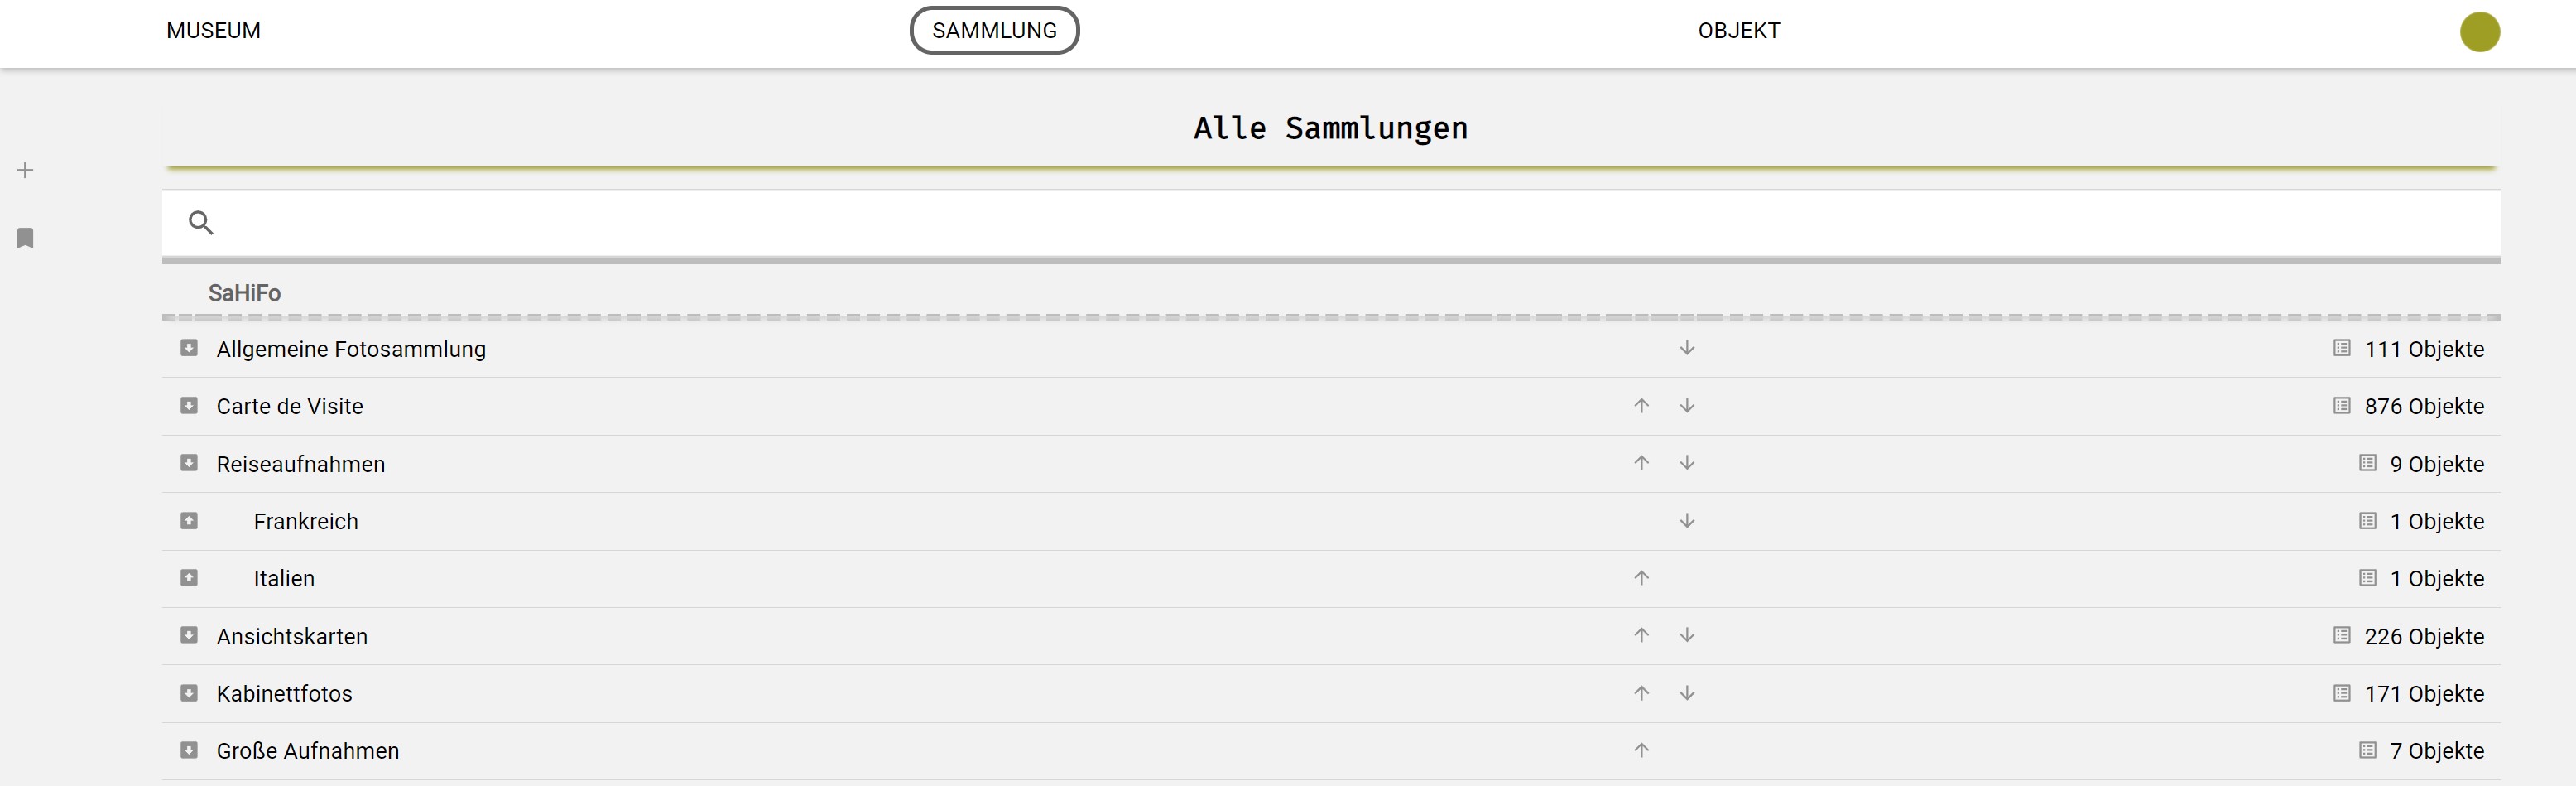 MUSEUM SAMMLUNG OBJEKT
Alle Sammlungen
SaHiFo
Allgemeine Fotosammlung 111 Objekte
Carte de Visite 876 Objekte
Reiseaufnahmen 9 Objekte
Frankreich 1 Objekte
Italien 1 Objekte
Ansichtskarten 226 Objekte
Kabinettfotos 171 Objekte
Große Aufnahmen 7 Objekte